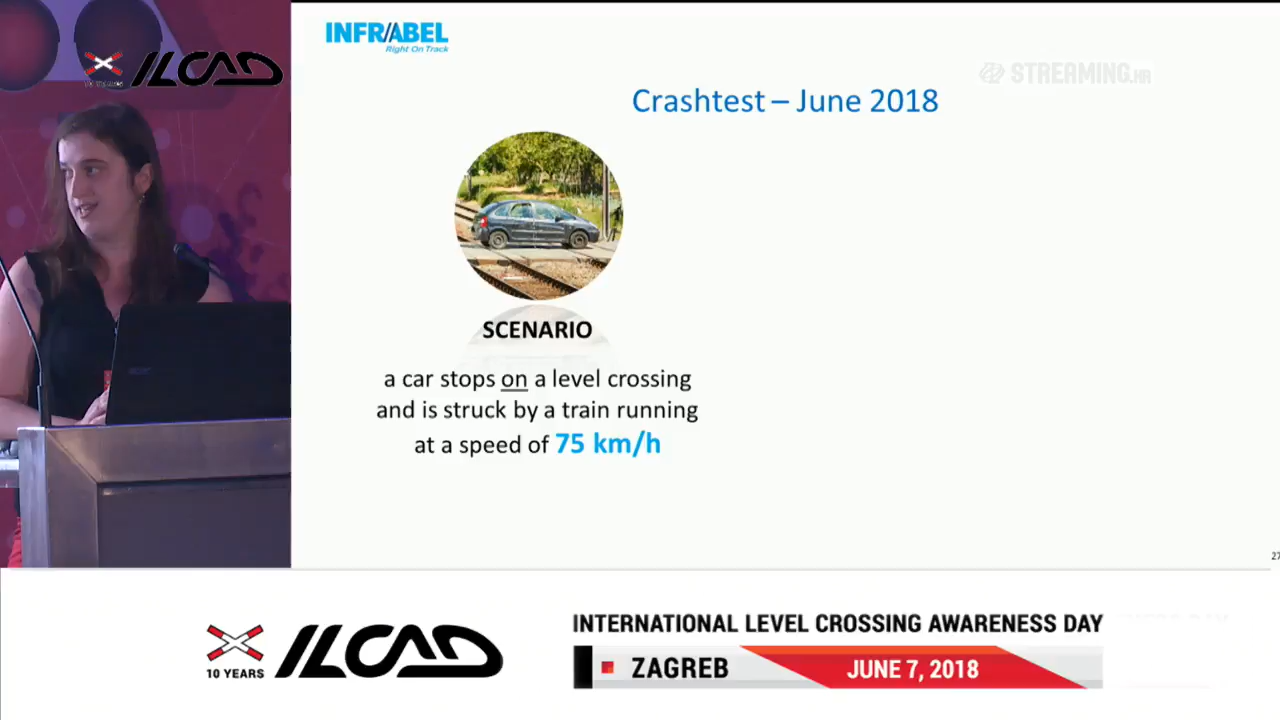 INFRABEL
Right On Track
10 YEARS
ILCAD
STREAMING.HR
Crashtest – June 2018
SCENARIO
a car stops on a level crossing
and is struck by a train running
at a speed of 75 km/h
27
10 YEARS
ILCAD
INTERNATIONAL LEVEL CROSSING AWARENESS DAY
ZAGREB
JUNE 7, 2018